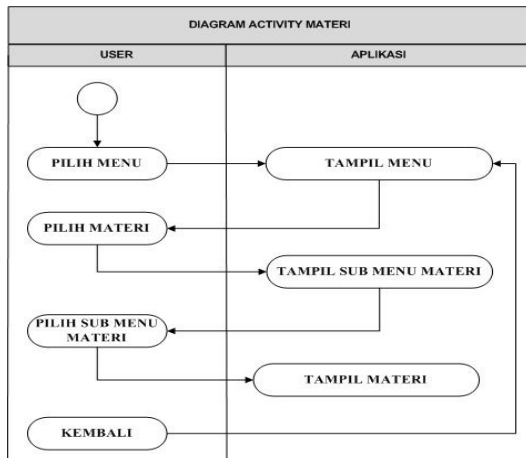 DIAGRAM ACTIVITY MATERI
USER
APLIKASI
PILIH MENU
TAMPIL MENU
PILIH MATERI
TAMPIL SUB MENU MATERI
PILIH SUB MENU
MATERI
TAMPIL MATERI
KEMBALI